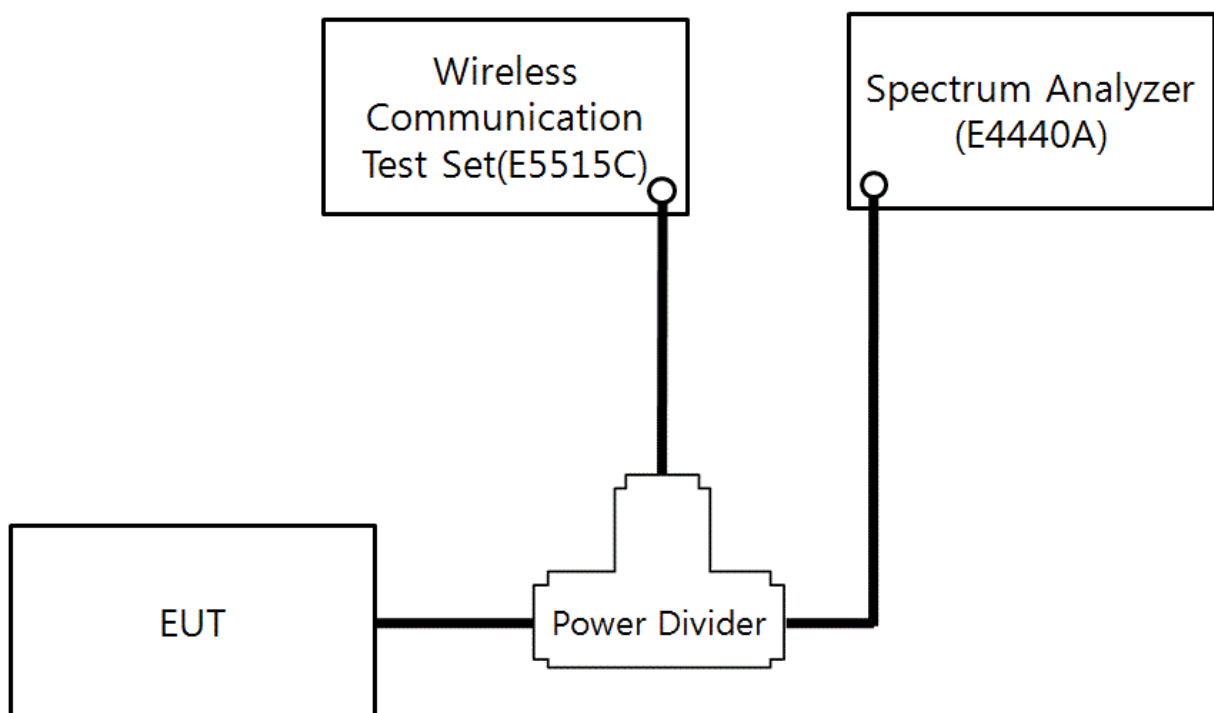 Wireless
Communication
Test Set(E5515C)
Spectrum Analyzer
(E4440A)
EUT
Power Divider